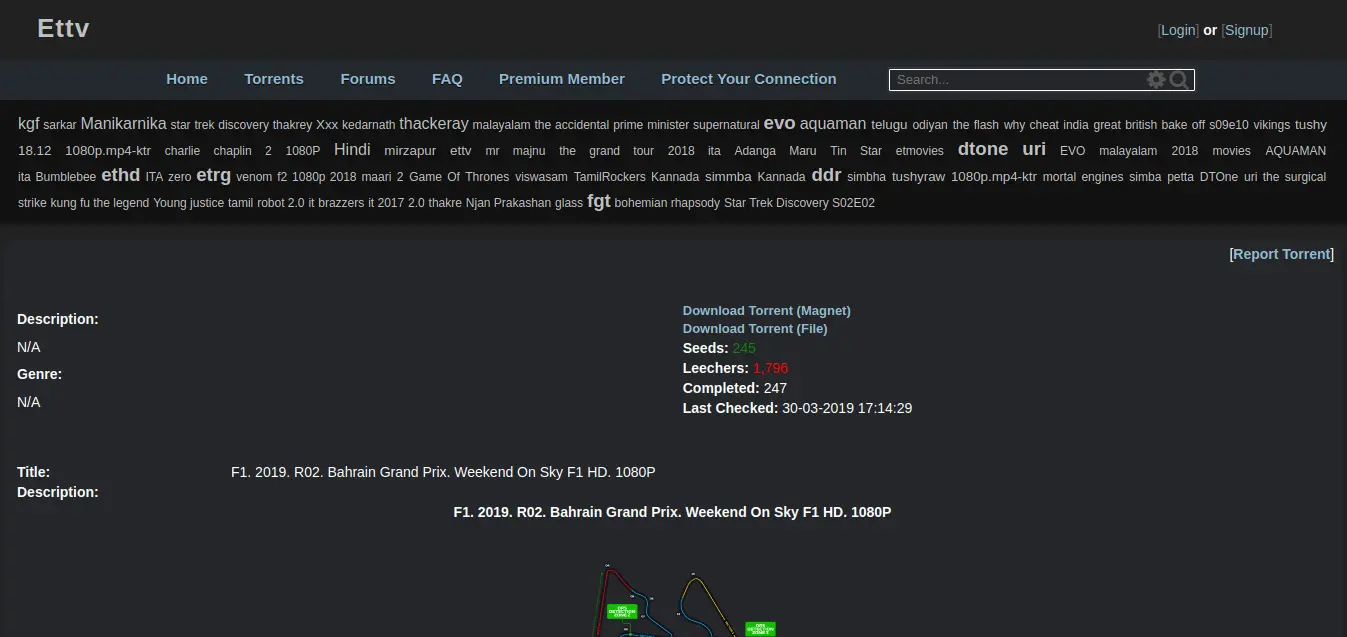 Ettv
[Login] or [Signup]
Home Torrents Forums FAQ Premium Member Protect Your Connection Search...
kgf sarkar Manikarnika star trek discovery thakrey Xxx kedarnath thackeray malayalam the accidental prime minister supernatural evo aquaman telugu odiyan the flash why cheat india great british bake off s09e10 vikings tushy
18.12 1080p.mp4-ktr charlie chaplin 2 1080P Hindi mirzapur ettv mr majnu the grand tour 2018 ita Adanga Maru Tin Star etmovies dtone uri EVO malayalam 2018 movies AQUAMAN
ita Bumblebee ethd ITA zero etrg venom f2 1080p 2018 maari 2 Game Of Thrones viswasam TamilRockers Kannada simmba Kannada ddr simbha tushyraw 1080p.mp4-ktr mortal engines simba petta DTOne uri the surgical
strike kung fu the legend Young justice tamil robot 2.0 it brazzers it 2017 2.0 thakre Njan Prakashan glass fgt bohemian rhapsody Star Trek Discovery S02E02
[Report Torrent]
Description:
N/A
Genre:
N/A
Download Torrent (Magnet)
Download Torrent (File)
Seeds: 245
Leechers: 1,796
Completed: 247
Last Checked: 30-03-2019 17:14:29
Title: F1. 2019. R02. Bahrain Grand Prix. Weekend On Sky F1 HD. 1080P
Description:
F1. 2019. R02. Bahrain Grand Prix. Weekend On Sky F1 HD. 1080P
DRS
DETECTION
ZONE 2
DRS
DETECTION